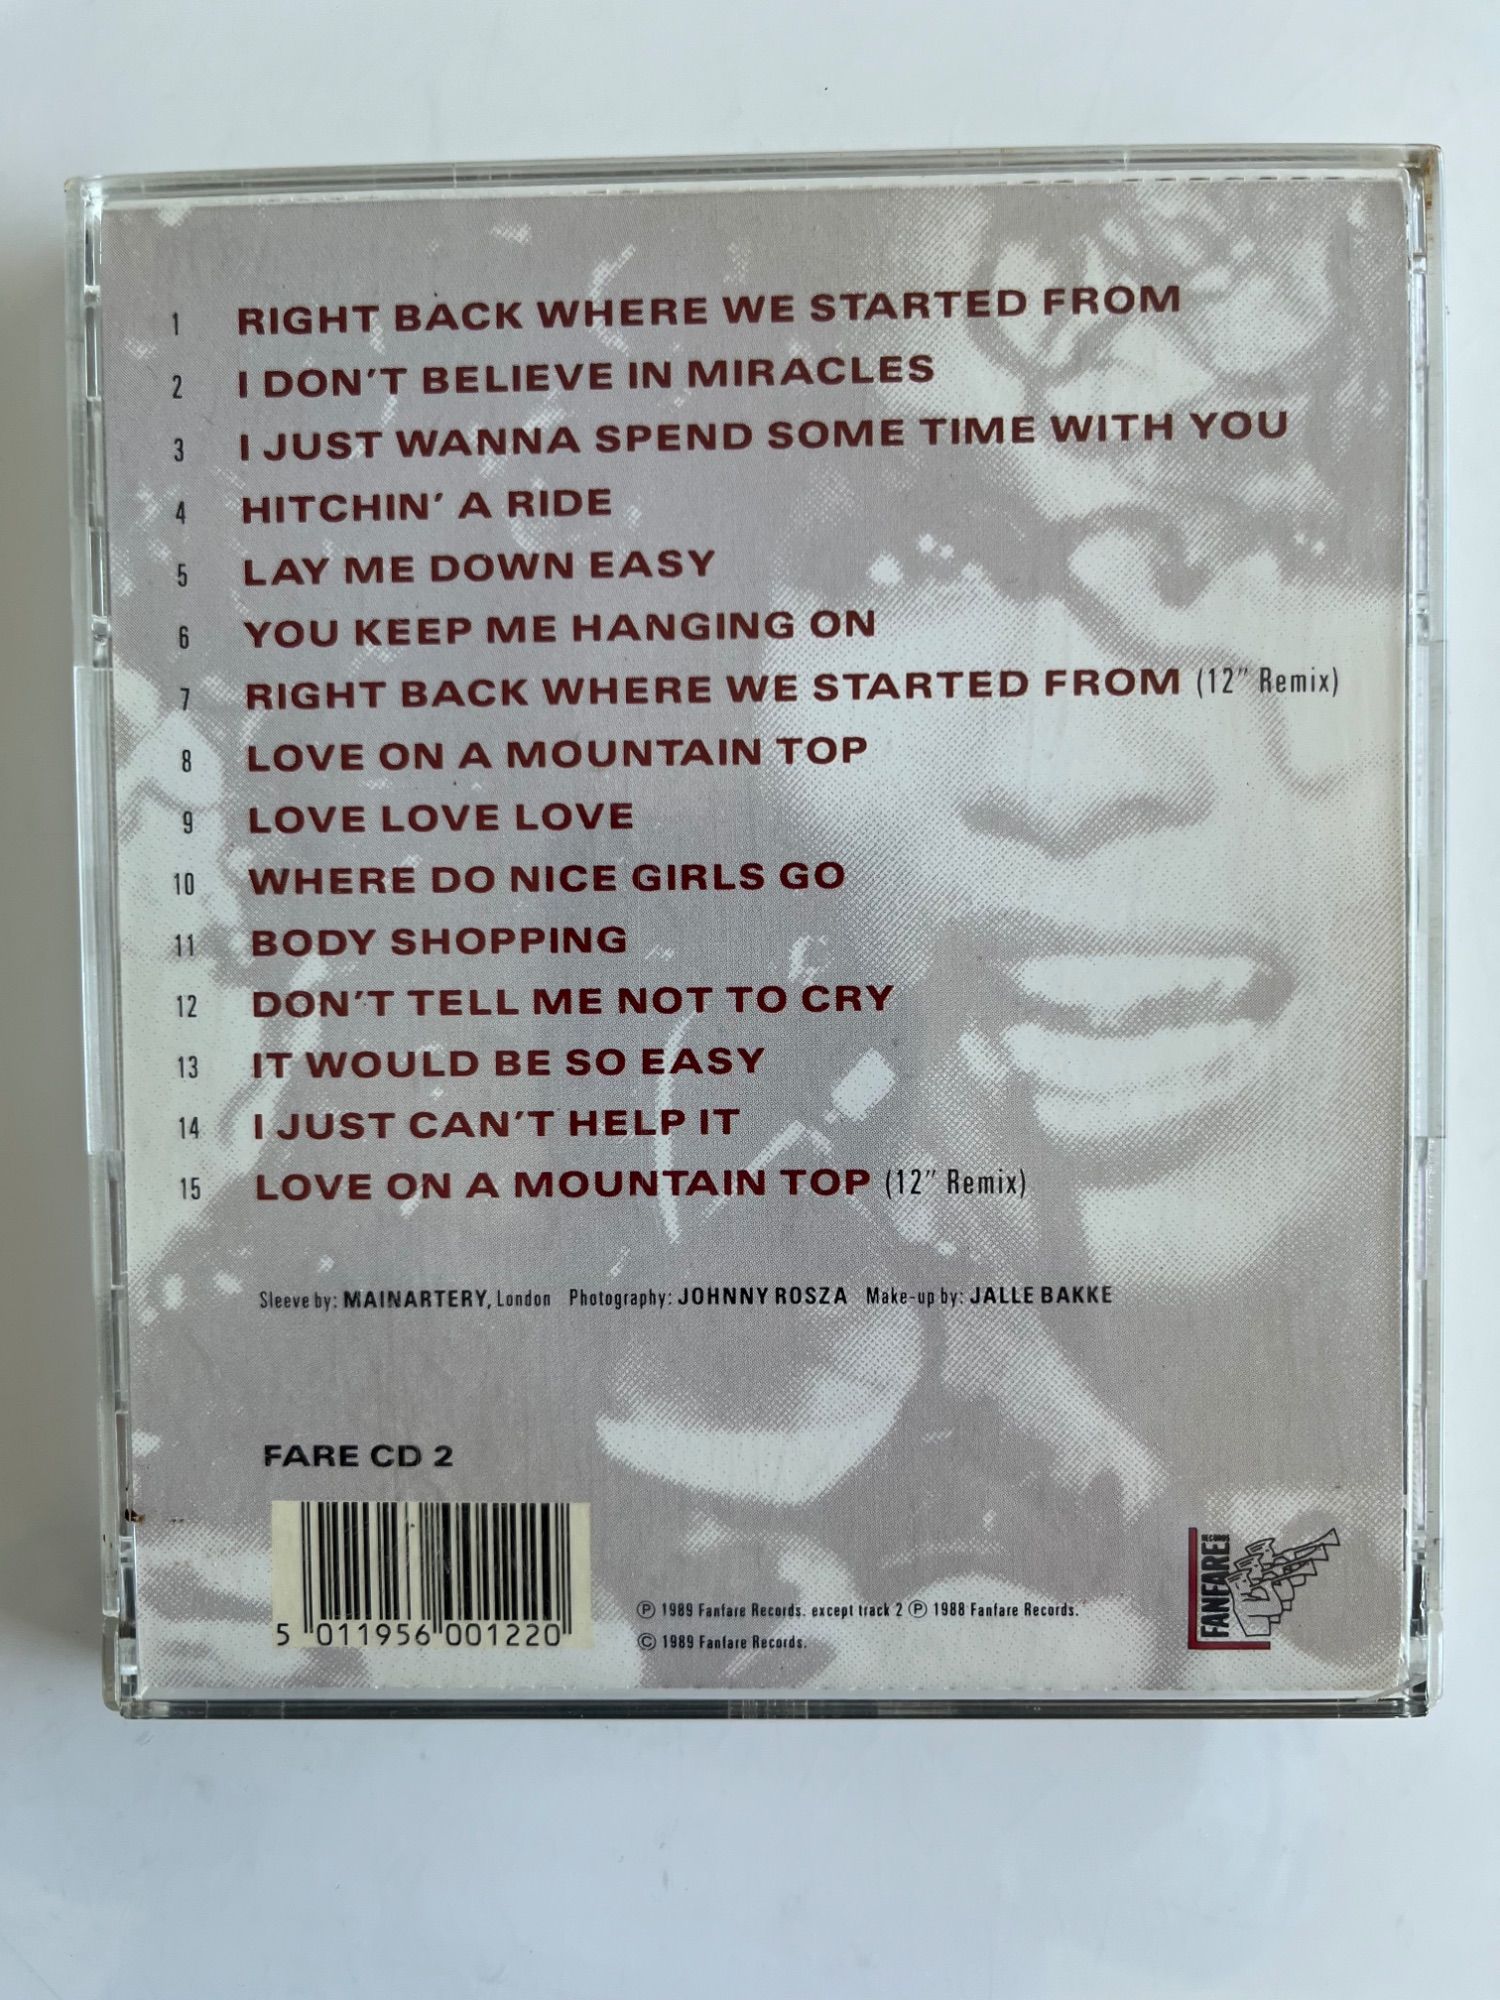 1 RIGHT BACK WHERE WE STARTED FROM
2 I DON'T BELIEVE IN MIRACLES
3 I JUST WANNA SPEND SOME TIME WITH YOU
4 HITCHIN' A RIDE
5 LAY ME DOWN EASY
6 YOU KEEP ME HANGING ON
7 RIGHT BACK WHERE WE STARTED FROM (12" Remix)
8 LOVE ON A MOUNTAIN TOP
9 LOVE LOVE LOVE
10 WHERE DO NICE GIRLS GO
11 BODY SHOPPING
12 DON'T TELL ME NOT TO CRY
13 IT WOULD BE SO EASY
14 I JUST CAN'T HELP IT
15 LOVE ON A MOUNTAIN TOP (12" Remix)
Sleeve by: MAINARTERY, London Photography: JOHNNY ROSZA Make-up by: JALLE BAKKE
FARE CD 2
5 011956 001220
Ⓟ 1989 Fanfare Records. except track 2 Ⓟ 1988 Fanfare Records.
© 1989 Fanfare Records.
FANFARE
RECORDS